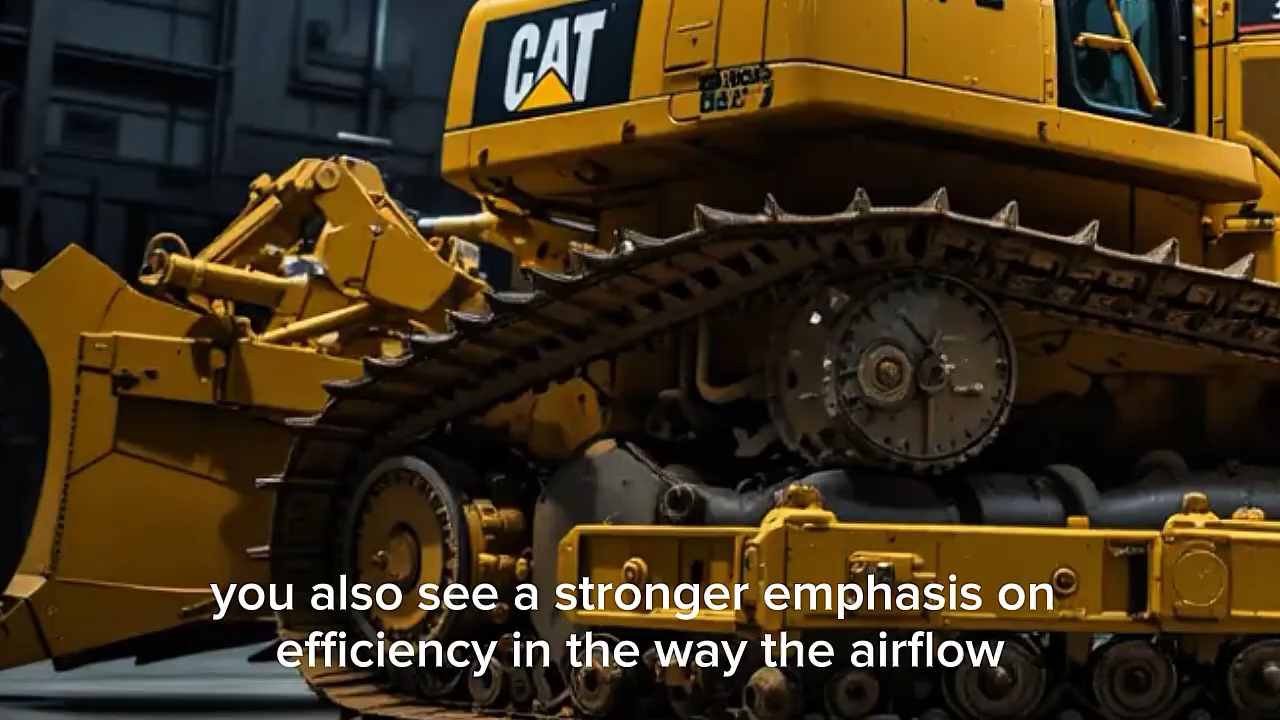 CAT
you also see a stronger emphasis on
efficiency in the way the airflow